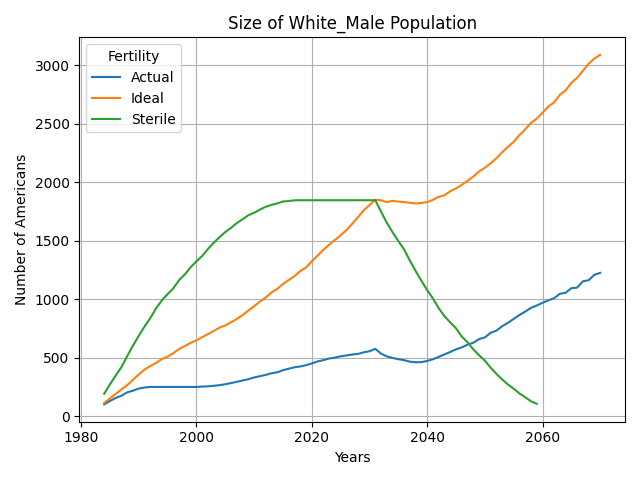 Size of White_Male Population
Fertility
Actual
Ideal
Sterile
Number of Americans
3000
2500
2000
1500
1000
500
0
1980
2000
2020
2040
2060
Years